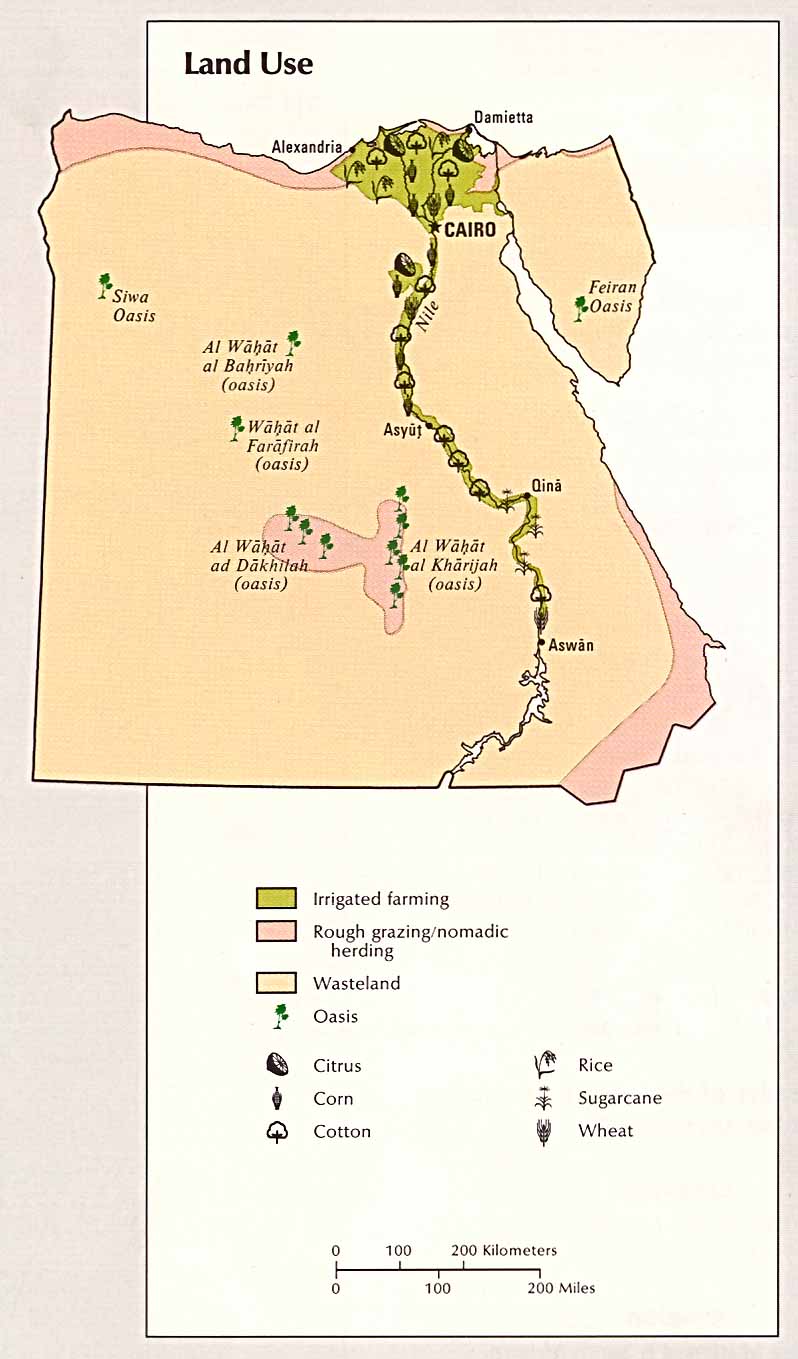 Land Use
Damietta
Alexandria
CAIRO
Siwa
Oasis
Feiran
Oasis
Nile
Al Wāḥāt
al Baḥrīyah
(oasis)
Wāḥāt al
Farāfirah
(oasis)
Asyūţ
Qinā
Al Wāḥāt
ad Dākhilah
(oasis)
Al Wāḥāt
al Khārijah
(oasis)
Aswān
Irrigated farming
Rough grazing/nomadic
herding
Wasteland
Oasis
Citrus
Corn
Cotton
Rice
Sugarcane
Wheat
0 100 200 Kilometers
0 100 200 Miles